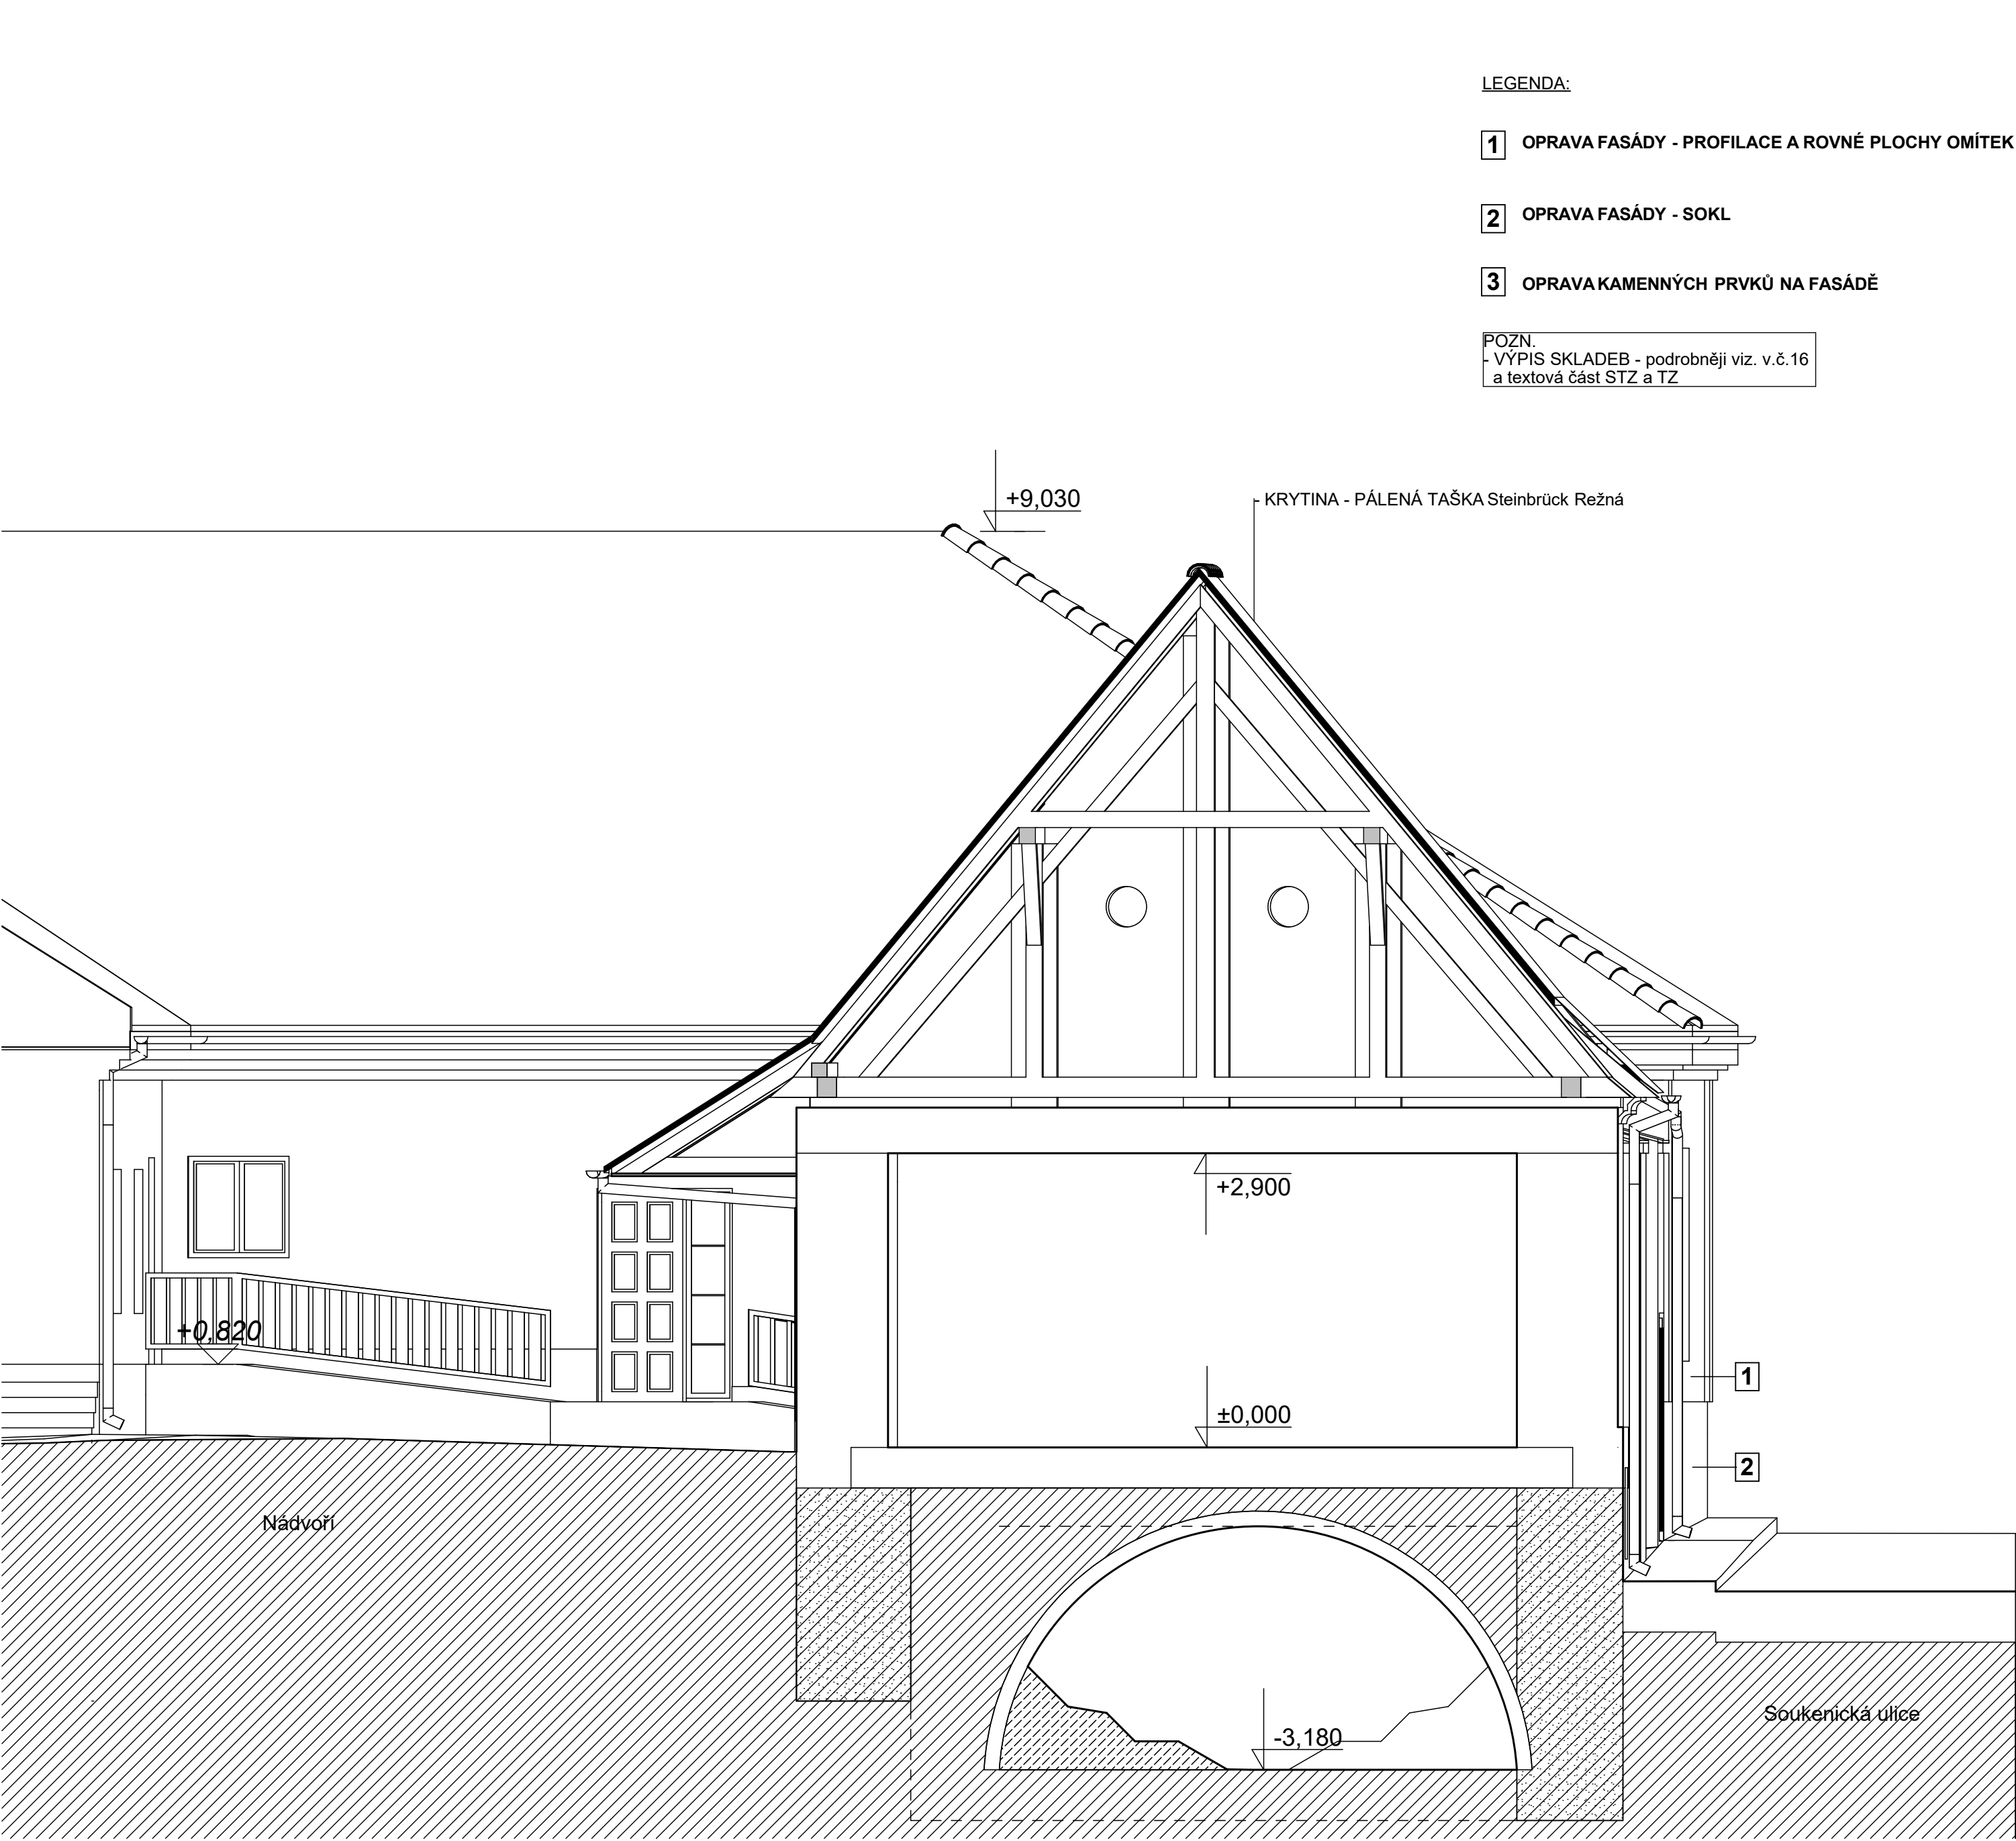 LEGENDA:
1 OPRAVA FASÁDY - PROFILACE A ROVNÉ PLOCHY OMÍTEK
2 OPRAVA FASÁDY - SOKL
3 OPRAVA KAMENNÝCH PRVKŮ NA FASÁDĚ
POZN.
- VÝPIS SKLADEB - podrobněji viz. v.č.16
a textová část STZ a TZ
+9,030
- KRYTINA - PÁLENÁ TAŠKA Steinbrück Režná
+2,900
+0,820
1
±0,000
2
Nádvoří
Soukenická ulice
-3,180